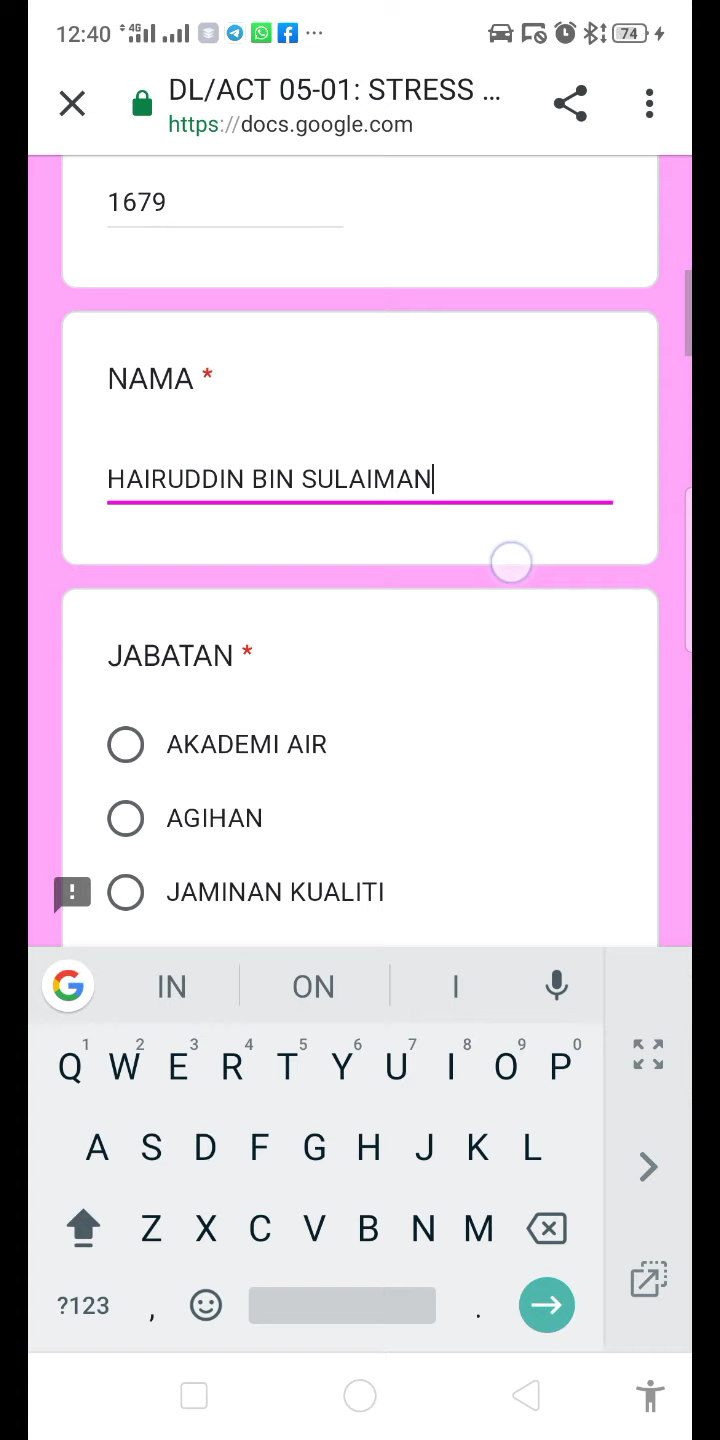 12:40 4G 74
DL/ACT 05-01: STRESS ...
https://docs.google.com
1679
NAMA *
HAIRUDDIN BIN SULAIMAN
JABATAN *
AKADEMI AIR
AGIHAN
JAMINAN KUALITI
IN ON I
1 2 3 4 5 6 7 8 9 0
Q W E R T Y U I O P
A S D F G H J K L
Z X C V B N M
?123 , .